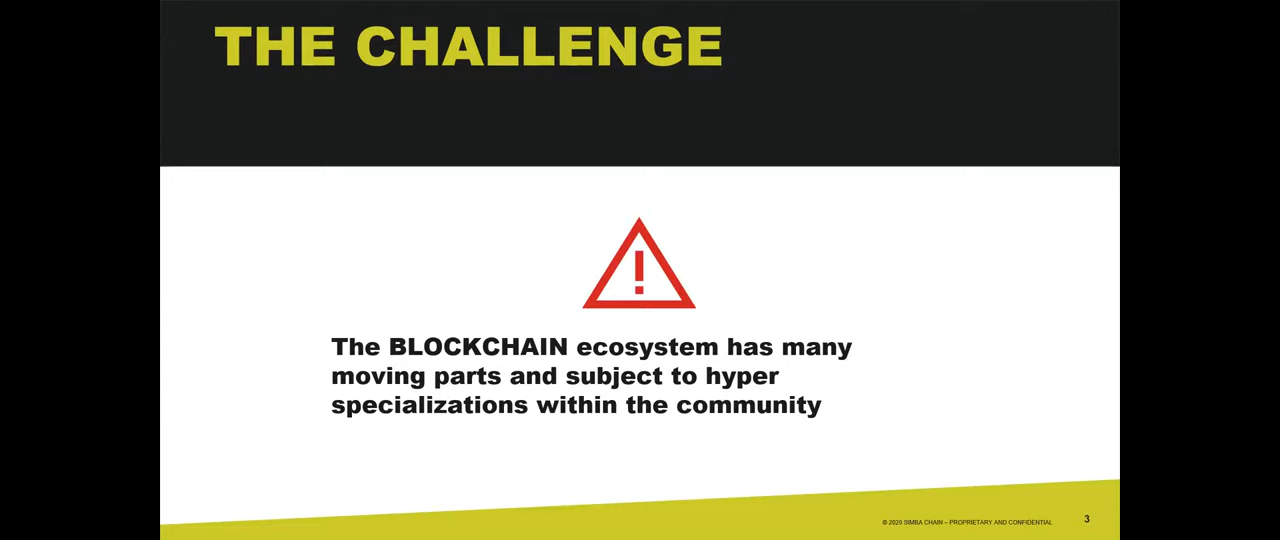 THE CHALLENGE
The BLOCKCHAIN ecosystem has many
moving parts and subject to hyper
specializations within the community
© 2020 SIMBA CHAIN – PROPRIETARY AND CONFIDENTIAL
3